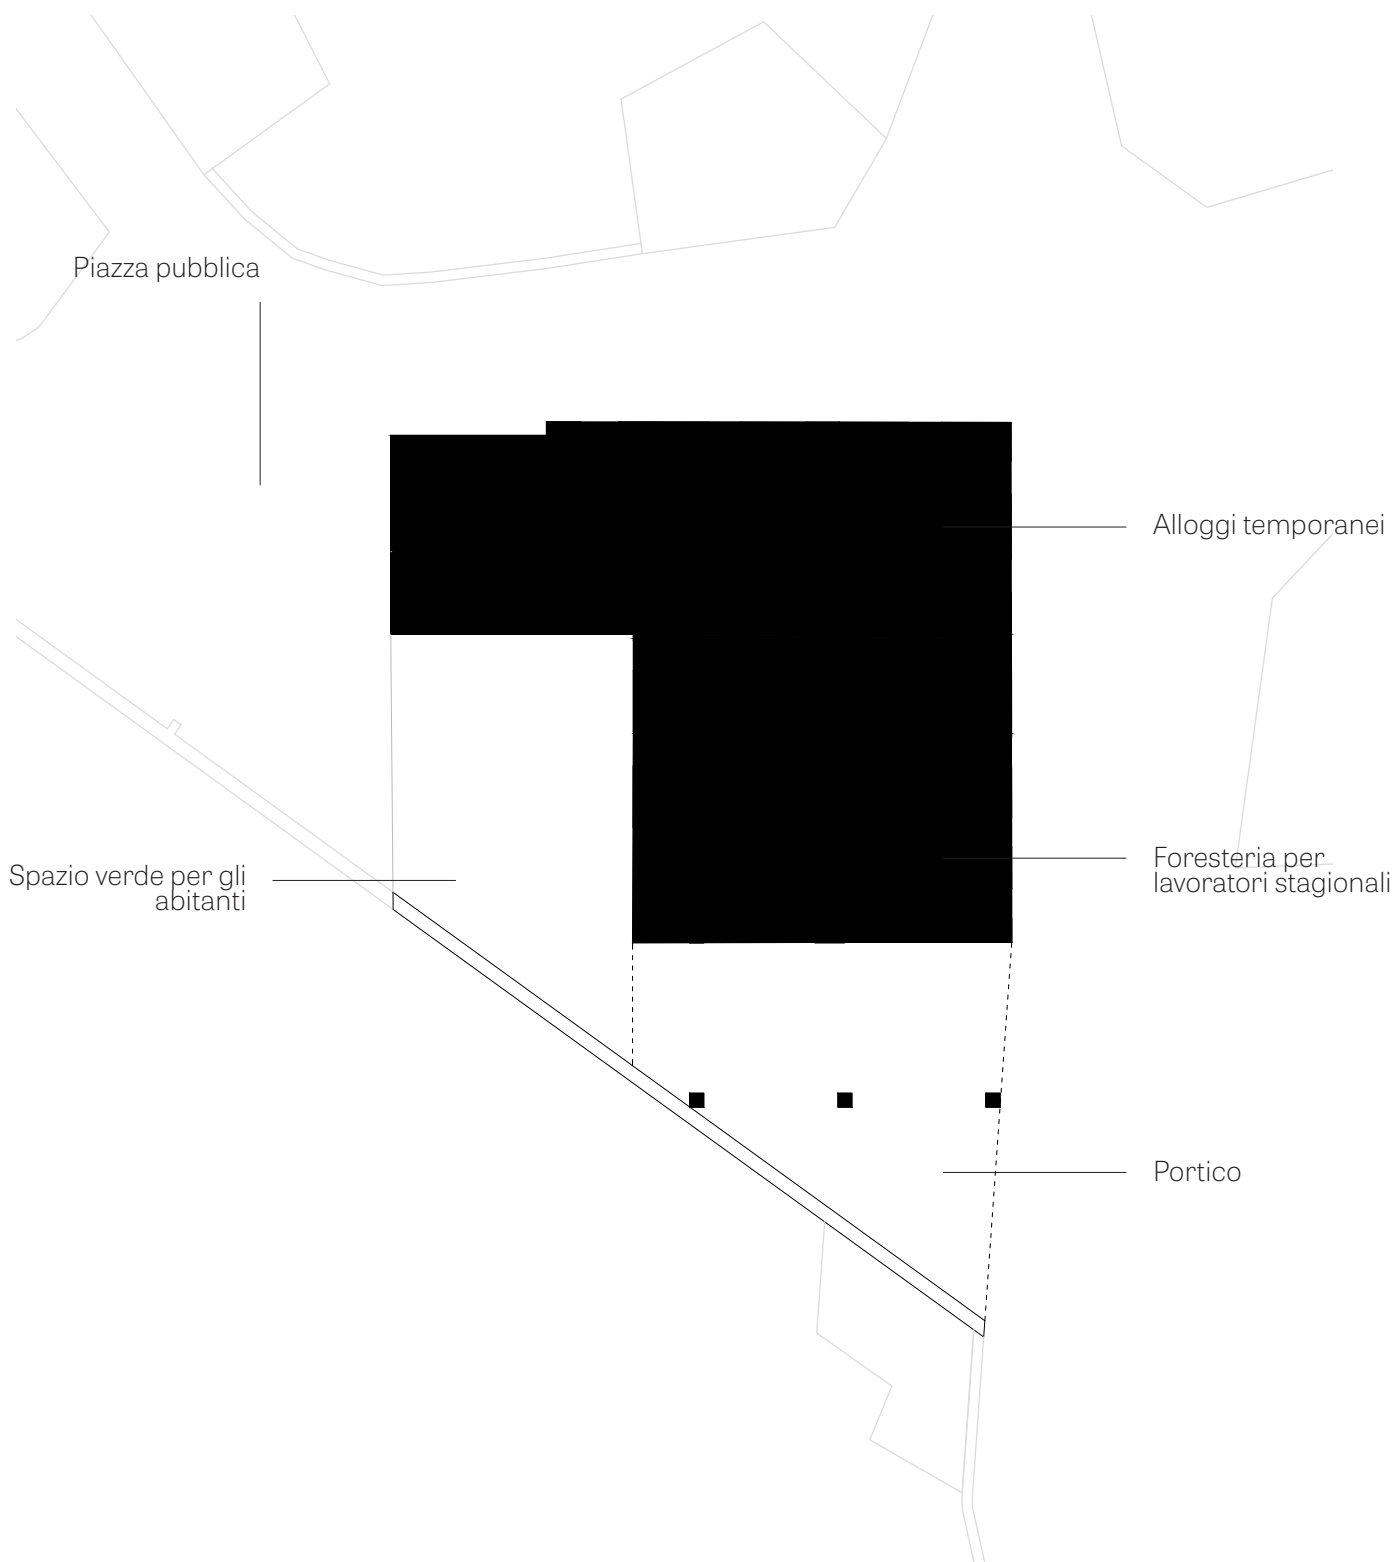 Piazza pubblica
Alloggi temporanei
Spazio verde per gli
abitanti
Foresteria per
lavoratori stagionali
Portico